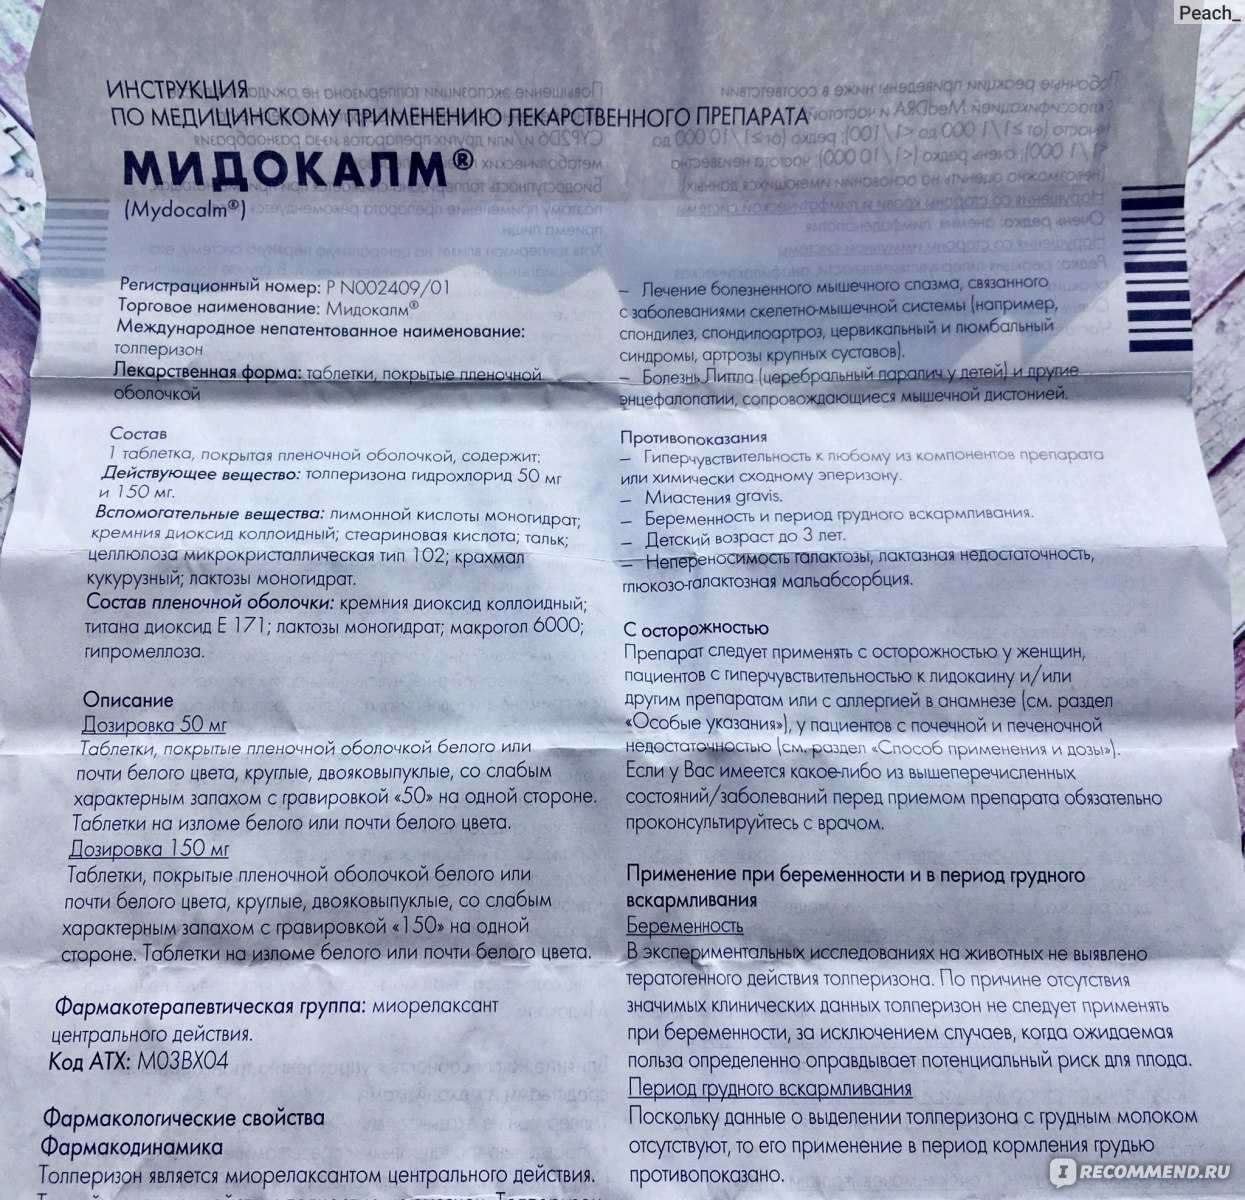 Peach_
ИНСТРУКЦИЯ
ПО МЕДИЦИНСКОМУ ПРИМЕНЕНИЮ ЛЕКАРСТВЕННОГО ПРЕПАРАТА
МИДОКАЛМ®
(Mydocalm®)
Регистрационный номер: P N002409/01
Торговое наименование: Мидокалм®
Международное непатентованное наименование:
толперизон
Лекарственная форма: таблетки, покрытые пленочной
оболочкой
Состав
1 таблетка, покрытая пленочной оболочкой, содержит:
Действующее вещество: толперизона гидрохлорид 50 мг
и 150 мг.
Вспомогательные вещества: лимонной кислоты моногидрат;
кремния диоксид коллоидный; стеариновая кислота; тальк;
целлюлоза микрокристаллическая тип 102; крахмал
кукурузный; лактозы моногидрат.
Состав пленочной оболочки: кремния диоксид коллоидный;
титана диоксид Е 171; лактозы моногидрат; макрогол 6000;
гипромеллоза.
Описание
Дозировка 50 мг
Таблетки, покрытые пленочной оболочкой белого или
почти белого цвета, круглые, двояковыпуклые, со слабым
характерным запахом с гравировкой «50» на одной стороне.
Таблетки на изломе белого или почти белого цвета.
Дозировка 150 мг
Таблетки, покрытые пленочной оболочкой белого или
почти белого цвета, круглые, двояковыпуклые, со слабым
характерным запахом с гравировкой «150» на одной
стороне. Таблетки на изломе белого или почти белого цвета.
Фармакотерапевтическая группа: миорелаксант
центрального действия.
Код АТХ: M03BX04
Фармакологические свойства
Фармакодинамика
Толперизон является миорелаксантом центрального действия.
– Лечение болезненного мышечного спазма, связанного
с заболеваниями скелетно-мышечной системы (например,
спондилез, спондилоартроз, цервикальный и люмбальный
синдромы, артрозы крупных суставов).
– Болезнь Литтла (церебральный паралич у детей) и другие
энцефалопатии, сопровождающиеся мышечной дистонией.
Противопоказания
– Гиперчувствительность к любому из компонентов препарата
или химически сходному эперизону.
– Миастения gravis.
– Беременность и период грудного вскармливания.
– Детский возраст до 3 лет.
– Непереносимость галактозы, лактазная недостаточность,
глюкозо-галактозная мальабсорбция.
С осторожностью
Препарат следует применять с осторожностью у женщин,
пациентов с гиперчувствительностью к лидокаину и/или
другим препаратам или с аллергией в анамнезе (см. раздел
«Особые указания»), у пациентов с почечной и печеночной
недостаточностью (см. раздел «Способ применения и дозы»).
Если у Вас имеется какое-либо из вышеперечисленных
состояний/заболеваний перед приемом препарата обязательно
проконсультируйтесь с врачом.
Применение при беременности и в период грудного
вскармливания
Беременность
В экспериментальных исследованиях на животных не выявлено
тератогенного действия толперизона. По причине отсутствия
значимых клинических данных толперизон не следует применять
при беременности, за исключением случаев, когда ожидаемая
польза определенно оправдывает потенциальный риск для плода.
Период грудного вскармливания
Поскольку данные о выделении толперизона с грудным молоком
отсутствуют, то его применение в период кормления грудью
противопоказано.
IRECOMMEND.RU